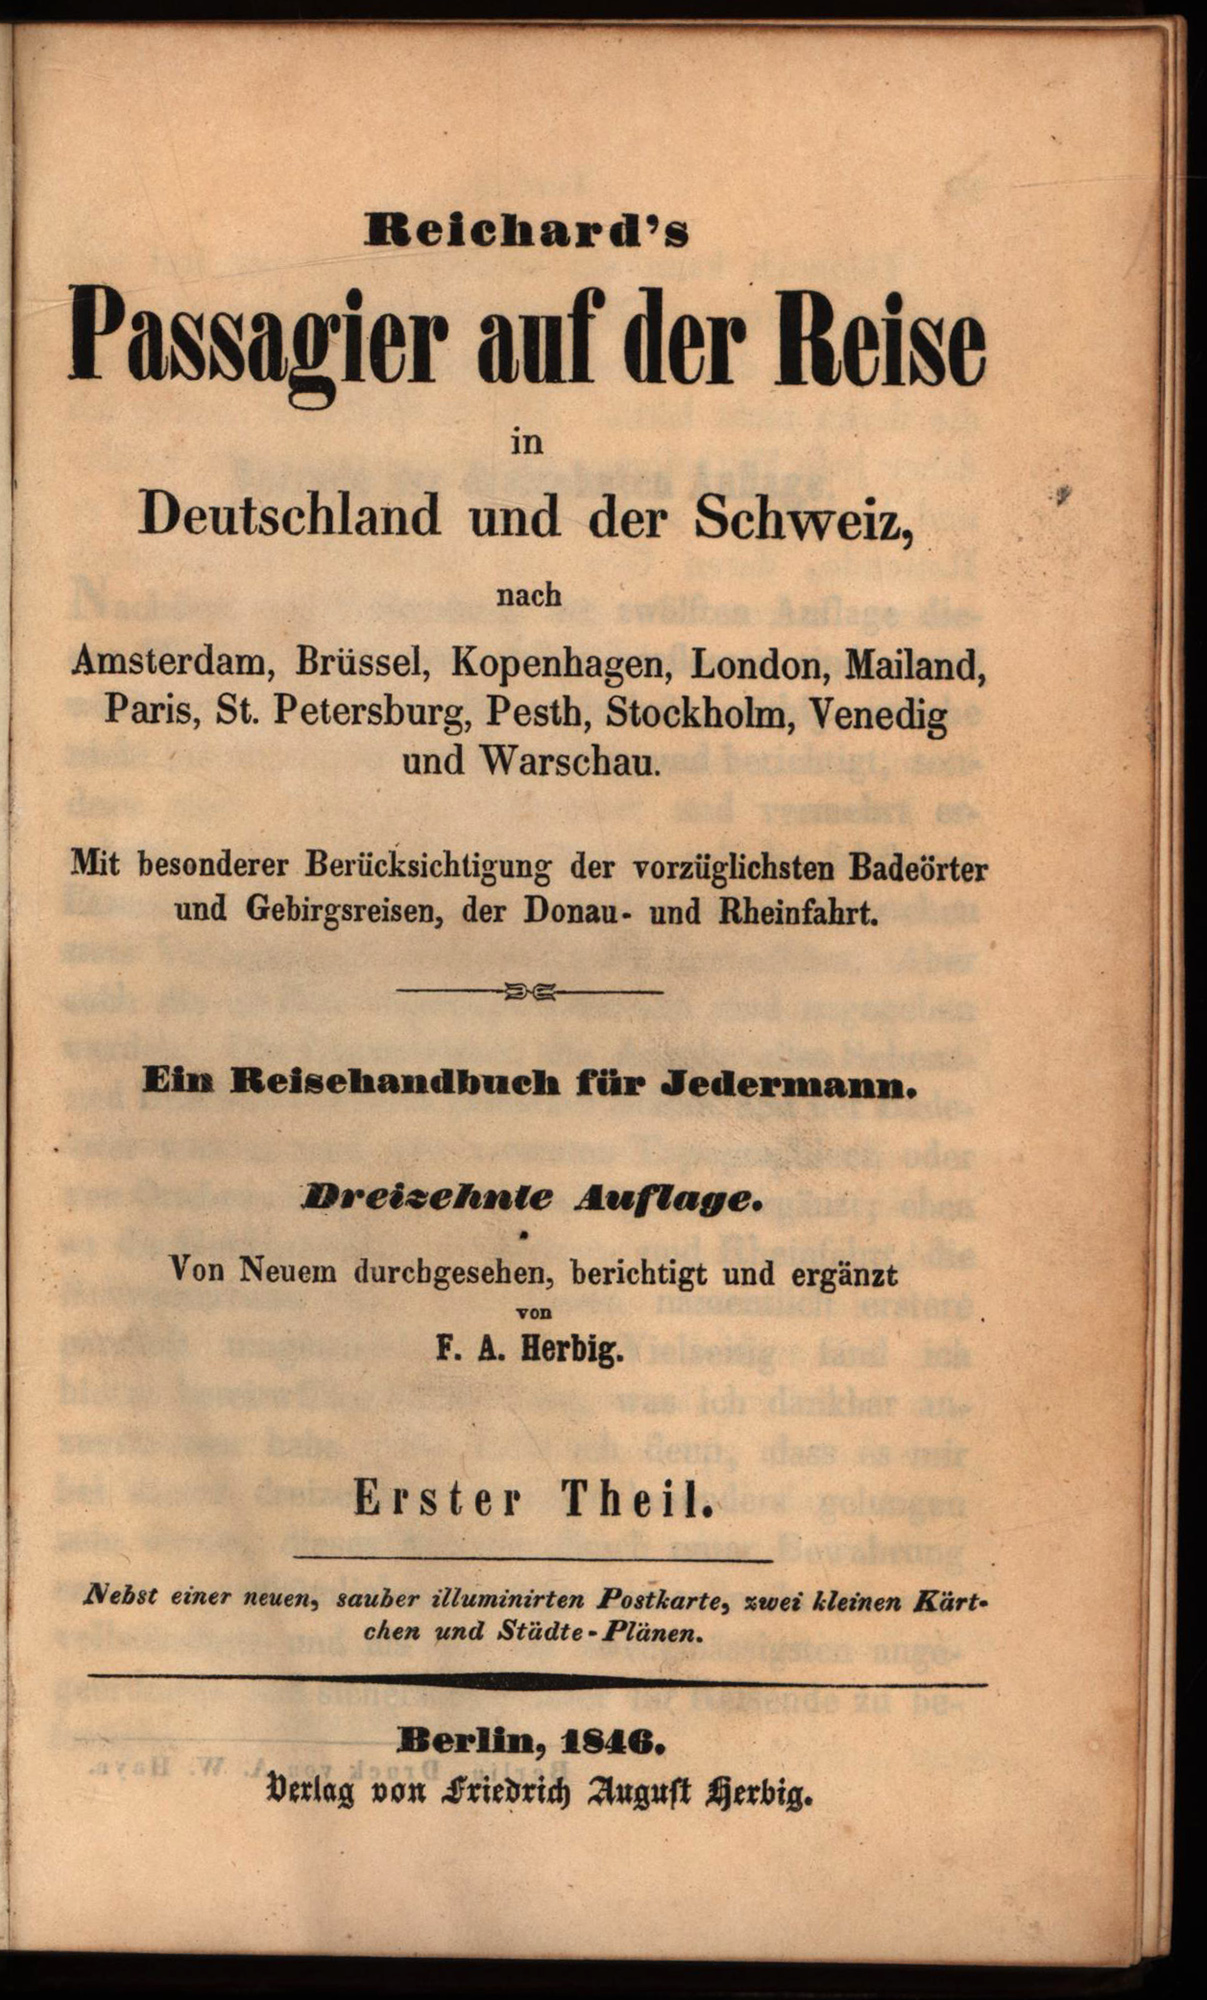 Reichard's
Passagier auf der Reise
in
Deutschland und der Schweiz,
nach
Amsterdam, Brüssel, Kopenhagen, London, Mailand,
Paris, St. Petersburg, Pesth, Stockholm, Venedig
und Warschau.
Mit besonderer Berücksichtigung der vorzüglichsten Badeörter
und Gebirgsreisen, der Donau- und Rheinfahrt.
Ein Reisehandbuch für Jedermann.
Dreizehnte Auflage.
Von Neuem durchgesehen, berichtigt und ergänzt
von
F. A. Herbig.
Erster Theil.
Nebst einer neuen, sauber illuminirten Postkarte, zwei kleinen Kärt-
chen und Städte-Plänen.
Berlin, 1846.
Verlag von Friedrich August Herbig.